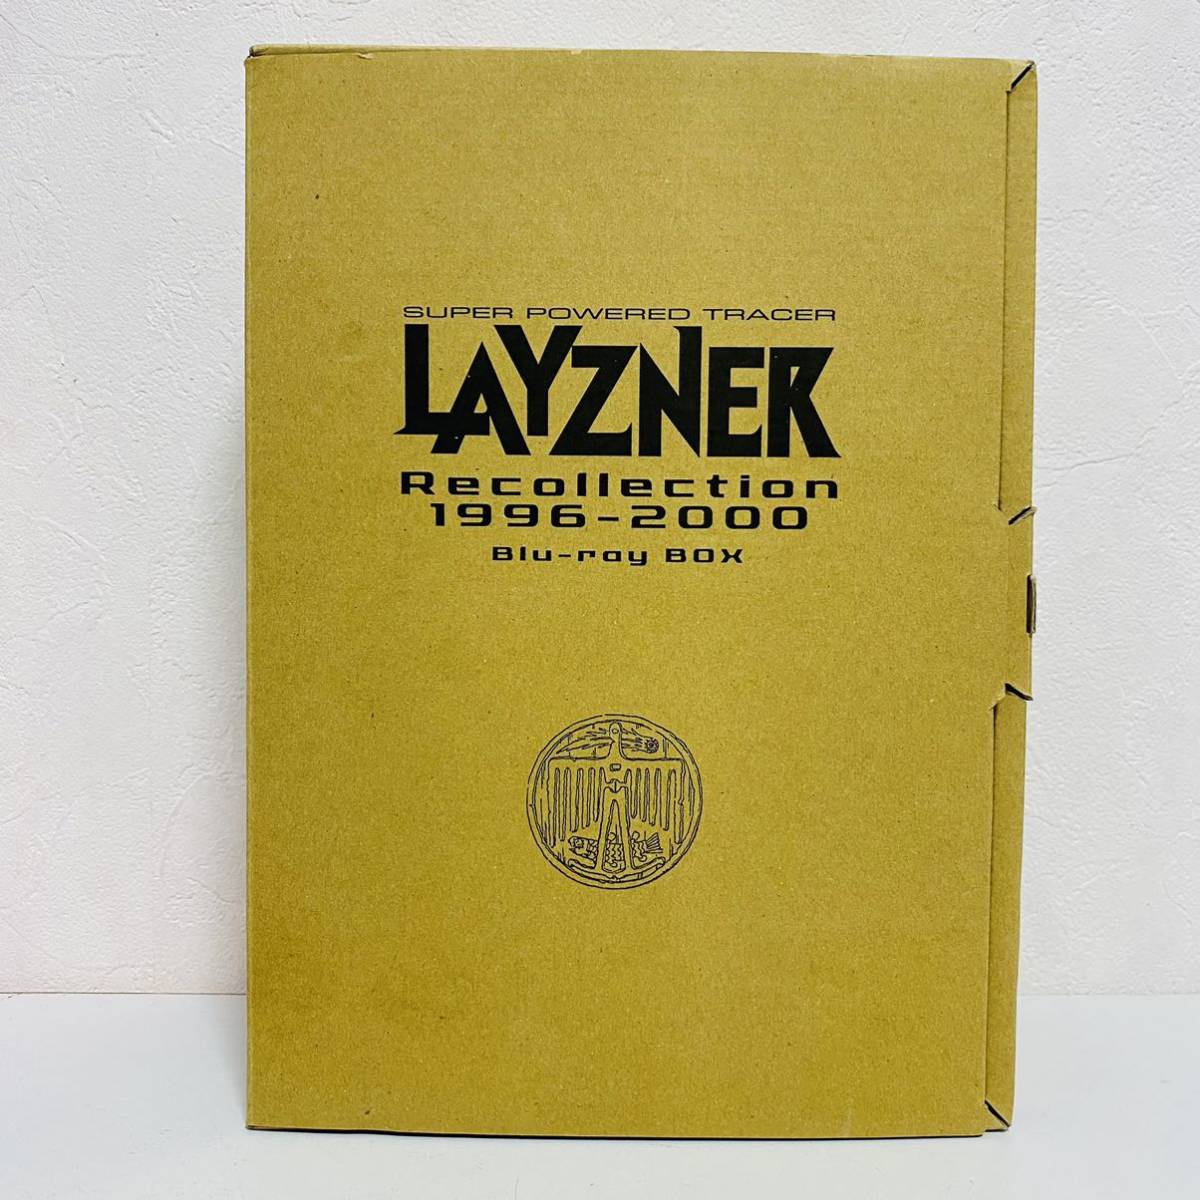 SUPER POWERED TRACER
LAYZNER
Recollection
1996-2000
Blu-ray BOX